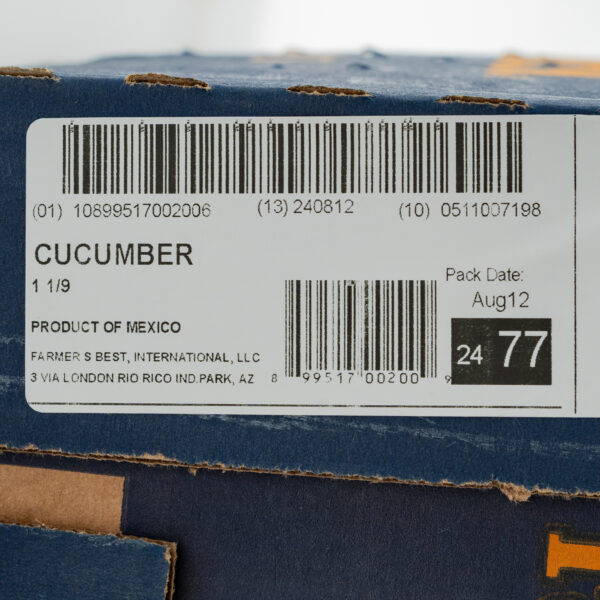 (01) 10899517002006 (13) 240812 (10) 0511007198
CUCUMBER
1 1/9
Pack Date:
Aug12
PRODUCT OF MEXICO
24 77
FARMER S BEST, INTERNATIONAL, LLC
3 VIA LONDON RIO RICO IND.PARK, AZ
8 99517 00200 9